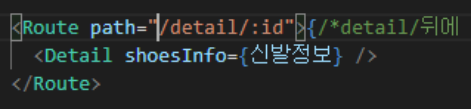 <Route path="/detail/:id">{/*detail/뒤에
<Detail shoesInfo={신발정보} />
</Route>